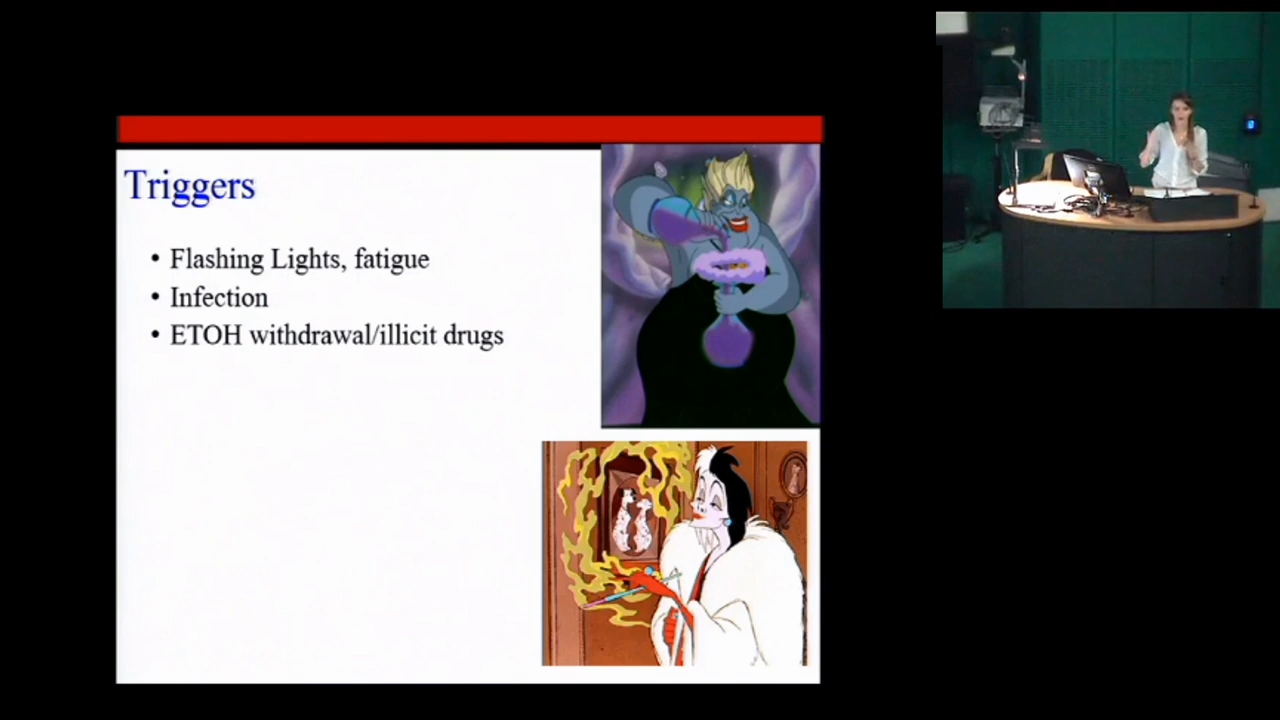 Triggers
• Flashing Lights, fatigue
• Infection
• ETOH withdrawal/illicit drugs